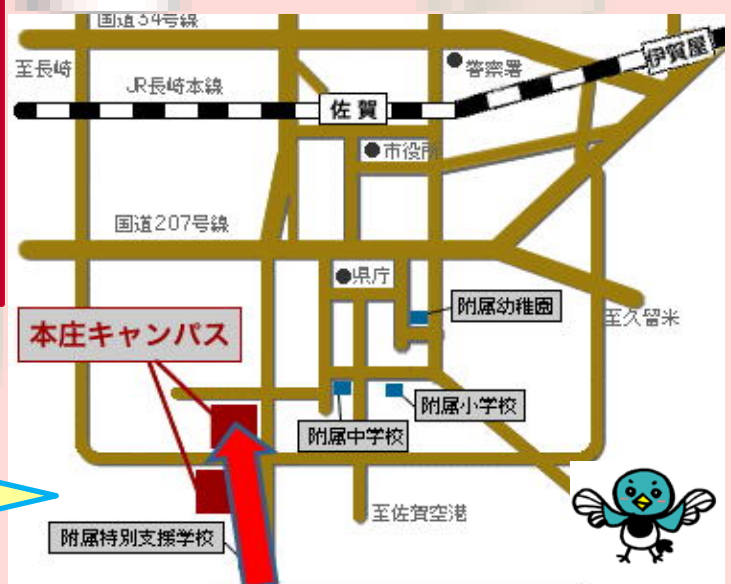 国道34号線
至長崎
JR長崎本線
佐賀
警察署
伊賀屋
市役所
国道207号線
県庁
附属幼稚園
至久留米
本庄キャンパス
附属小学校
附属中学校
至佐賀空港
附属特別支援学校